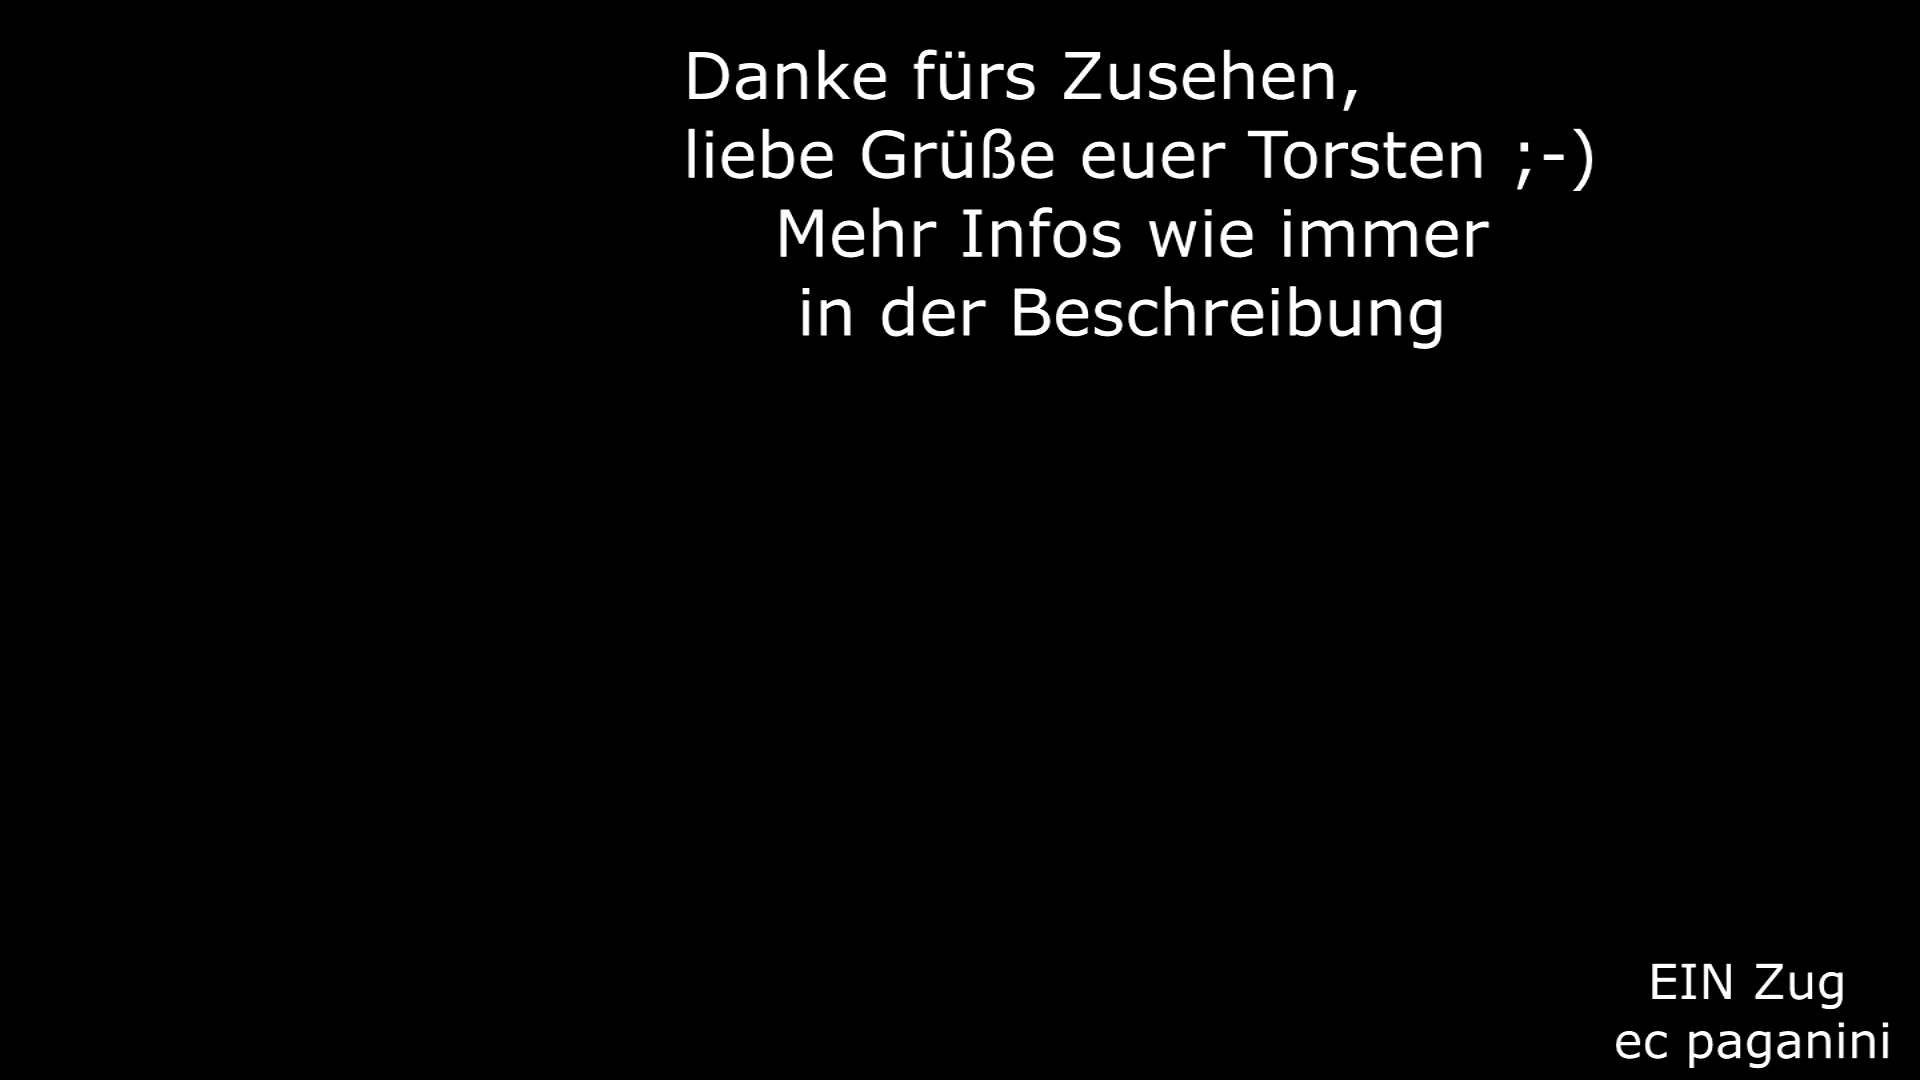 Danke fürs Zusehen,
liebe Grüße euer Torsten ;-)
Mehr Infos wie immer
in der Beschreibung
EIN Zug
ec paganini